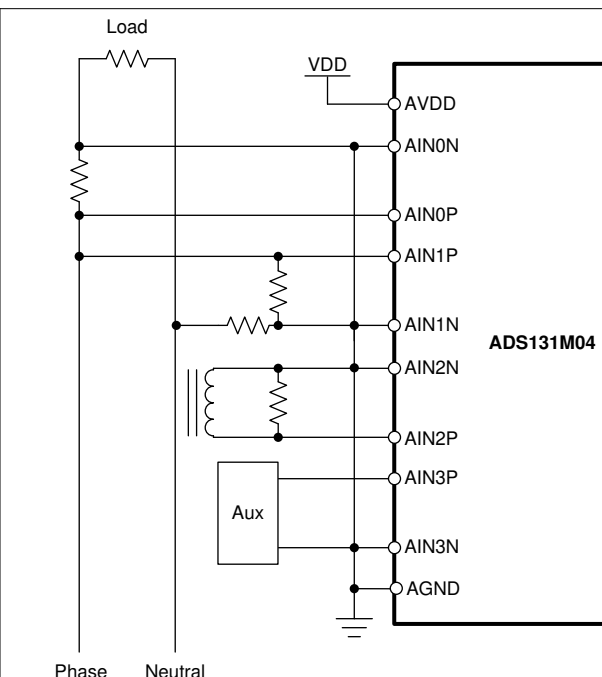 Load
VDD
AVDD
AIN0N
AIN0P
AIN1P
AIN1N
ADS131M04
AIN2N
AIN2P
AIN3P
Aux
AIN3N
AGND
Phase Neutral